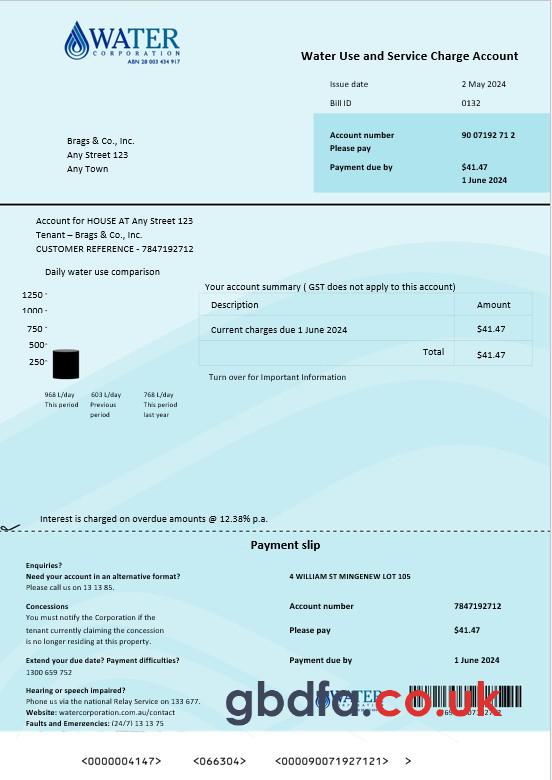 WATER
CORPORATION
ABN 28 003 434 917
Water Use and Service Charge Account
Issue date 2 May 2024
Bill ID 0132
Account number 90 07192 71 2
Please pay
Payment due by $41.47
1 June 2024
Brags & Co., Inc.
Any Street 123
Any Town
Account for HOUSE AT Any Street 123
Tenant – Brags & Co., Inc.
CUSTOMER REFERENCE - 7847192712
Daily water use comparison
1250
1000
750
500
250
968 L/day 603 L/day 768 L/day
This period Previous This period
period last year
Your account summary ( GST does not apply to this account)
Description Amount
Current charges due 1 June 2024 $41.47
Total $41.47
Turn over for Important Information
Interest is charged on overdue amounts @ 12.38% p.a.
Payment slip
Enquiries?
Need your account in an alternative format?
Please call us on 13 13 85.
Concessions
You must notify the Corporation if the
tenant currently claiming the concession
is no longer residing at this property.
Extend your due date? Payment difficulties?
1300 659 752
Hearing or speech impaired?
Phone us via the national Relay Service on 133 677.
Website: watercorporation.com.au/contact
Faults and Emergencies: (24/7) 13 13 75
4 WILLIAM ST MINGENEW LOT 105
Account number 7847192712
Please pay $41.47
Payment due by 1 June 2024
WATER
gbdfd.co.uk
<0000004147> <066304> <000090071927121> >